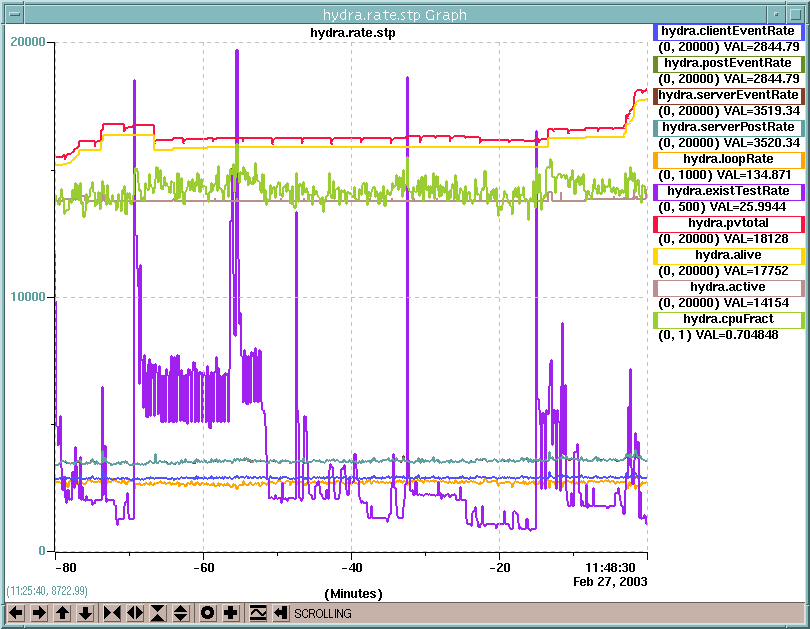 hydra.rate.stp Graph
hydra.rate.stp
20000
10000
0
-80
-60
-40
-20
11:48:30
Feb 27, 2003
(Minutes)
(11:25:40, 8722.99)
SCROLLING
hydra.clientEventRate
(0, 20000) VAL=2844.79
hydra.postEventRate
(0, 20000) VAL=2844.79
hydra.serverEventRate
(0, 20000) VAL=3519.34
hydra.serverPostRate
(0, 20000) VAL=3520.34
hydra.loopRate
(0, 1000) VAL=134.871
hydra.existTestRate
(0, 500) VAL=25.9944
hydra.pvtotal
(0, 20000) VAL=18128
hydra.alive
(0, 20000) VAL=17752
hydra.active
(0, 20000) VAL=14154
hydra.cpuFract
(0, 1) VAL=0.704848